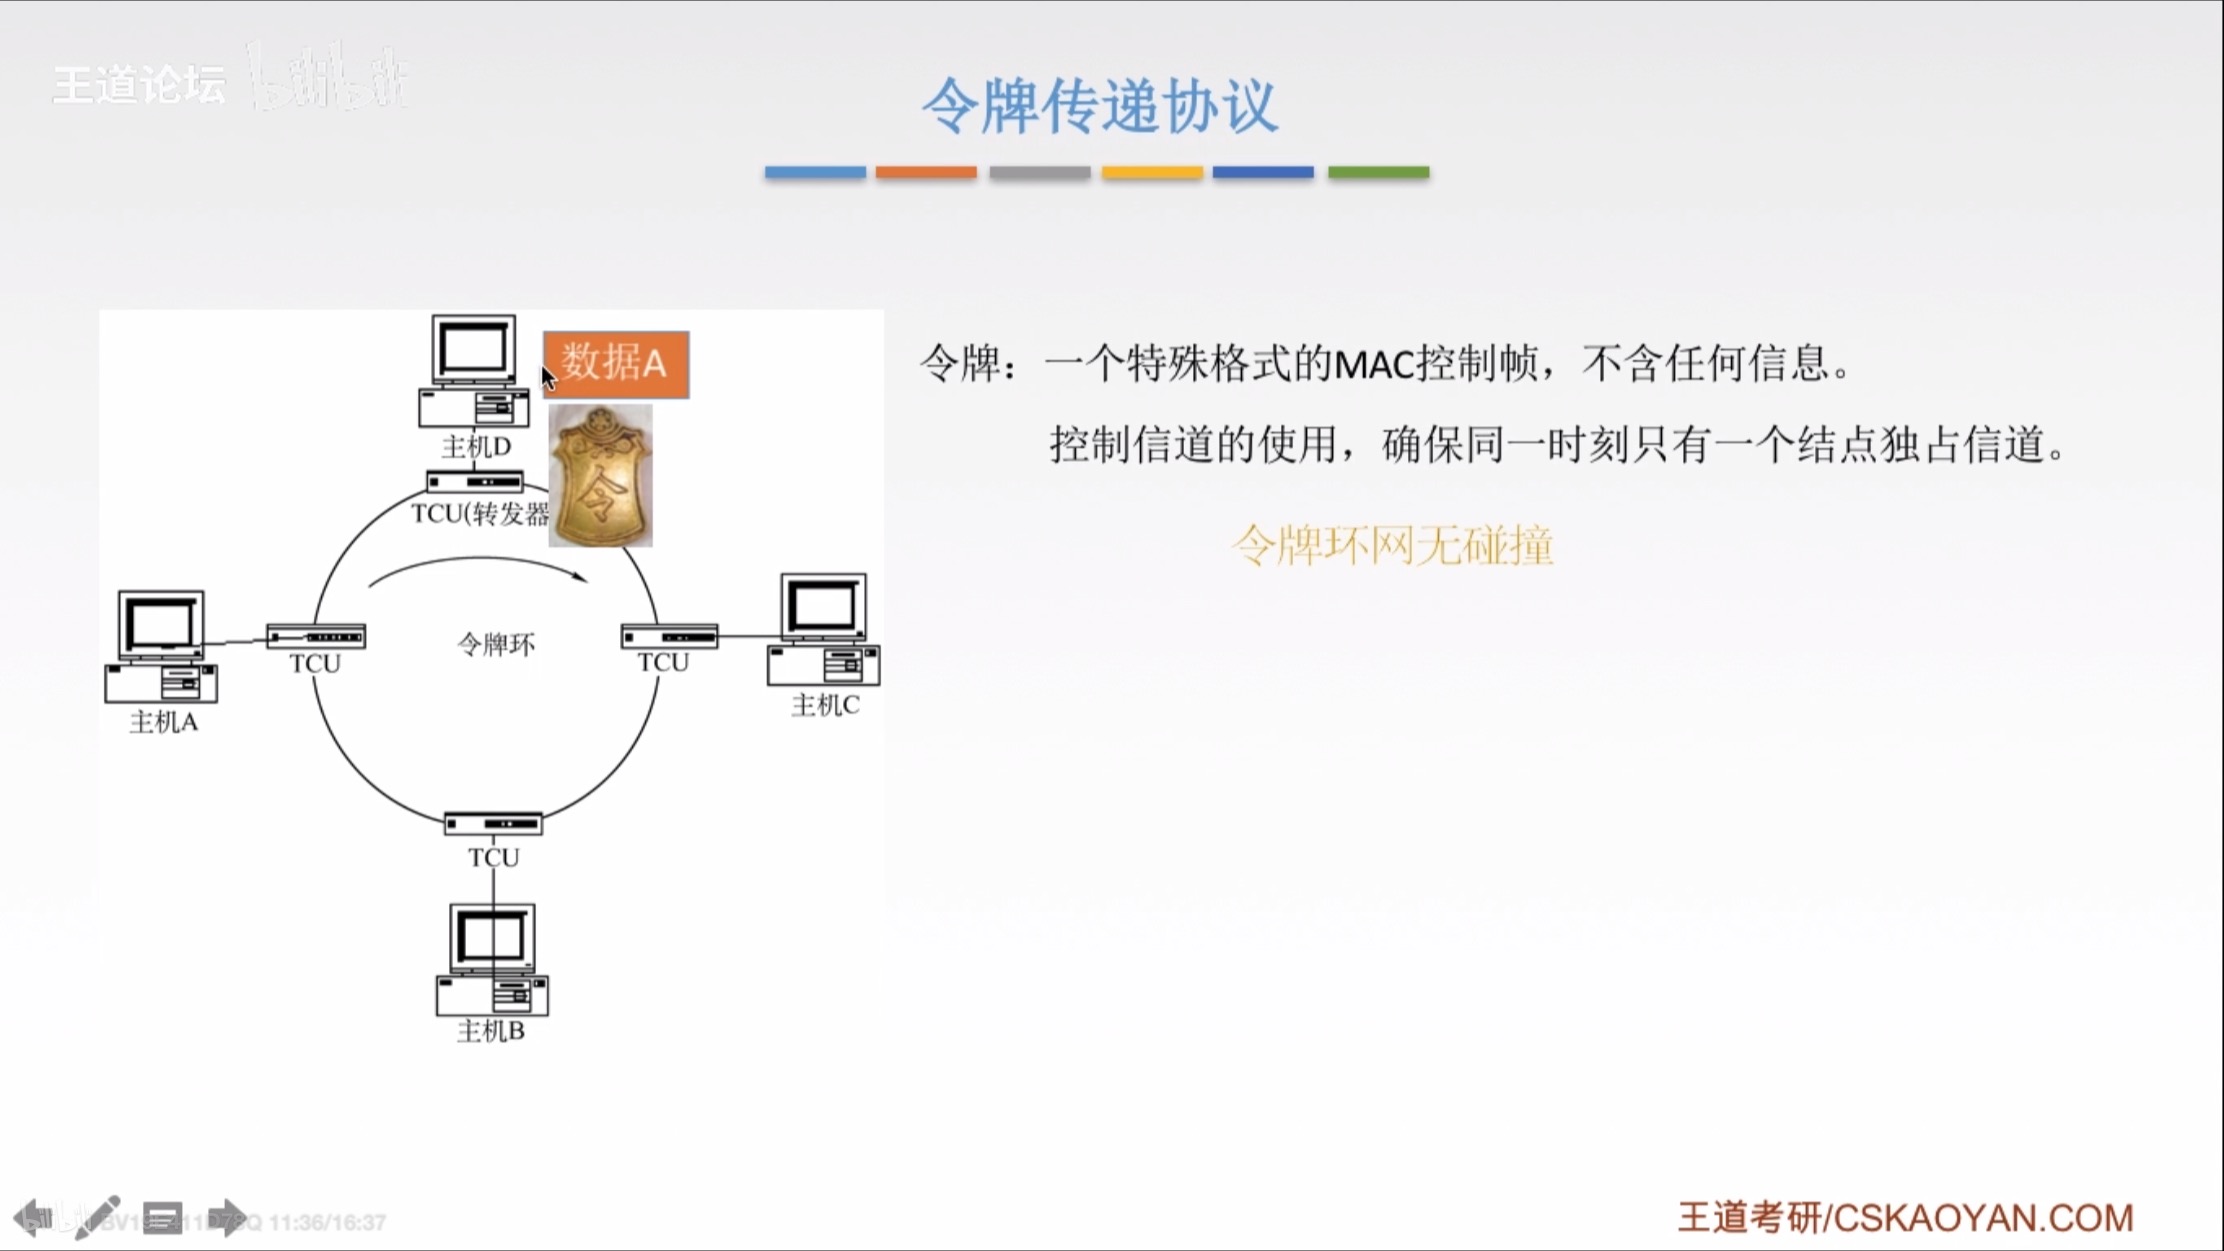 王道论坛 bilibili
令牌传递协议
数据A
主机D
令
TCU(转发器
令牌环
TCU
TCU
主机A
主机C
TCU
主机B
令牌：一个特殊格式的MAC控制帧，不含任何信息。
控制信道的使用，确保同一时刻只有一个结点独占信道。
令牌环网无碰撞
11:36/16:37
王道考研/CSKAOYAN.COM